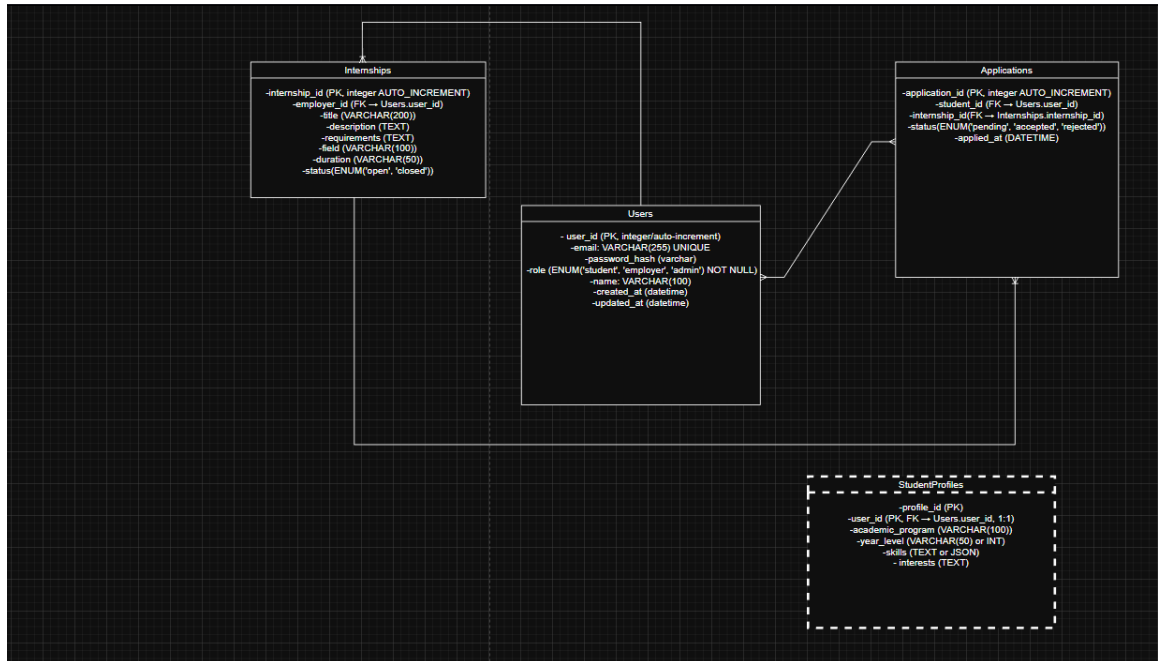 Internships
-internship_id (PK, integer AUTO_INCREMENT)
-employer_id (FK → Users.user_id)
-title (VARCHAR(200))
-description (TEXT)
-requirements (TEXT)
-field (VARCHAR(100))
-duration (VARCHAR(50))
-status(ENUM('open', 'closed'))
Users
- user_id (PK, integer/auto-increment)
-email: VARCHAR(255) UNIQUE
-password_hash (varchar)
-role (ENUM('student', 'employer', 'admin') NOT NULL)
-name: VARCHAR(100)
-created_at (datetime)
-updated_at (datetime)
Applications
-application_id (PK, integer AUTO_INCREMENT)
-student_id (FK → Users.user_id)
-internship_id(FK → Internships.internship_id)
-status(ENUM('pending', 'accepted', 'rejected'))
-applied_at (DATETIME)
StudentProfiles
-profile_id (PK)
-user_id (PK, FK → Users.user_id, 1:1)
-academic_program (VARCHAR(100))
-year_level (VARCHAR(50) or INT)
-skills (TEXT or JSON)
- interests (TEXT)